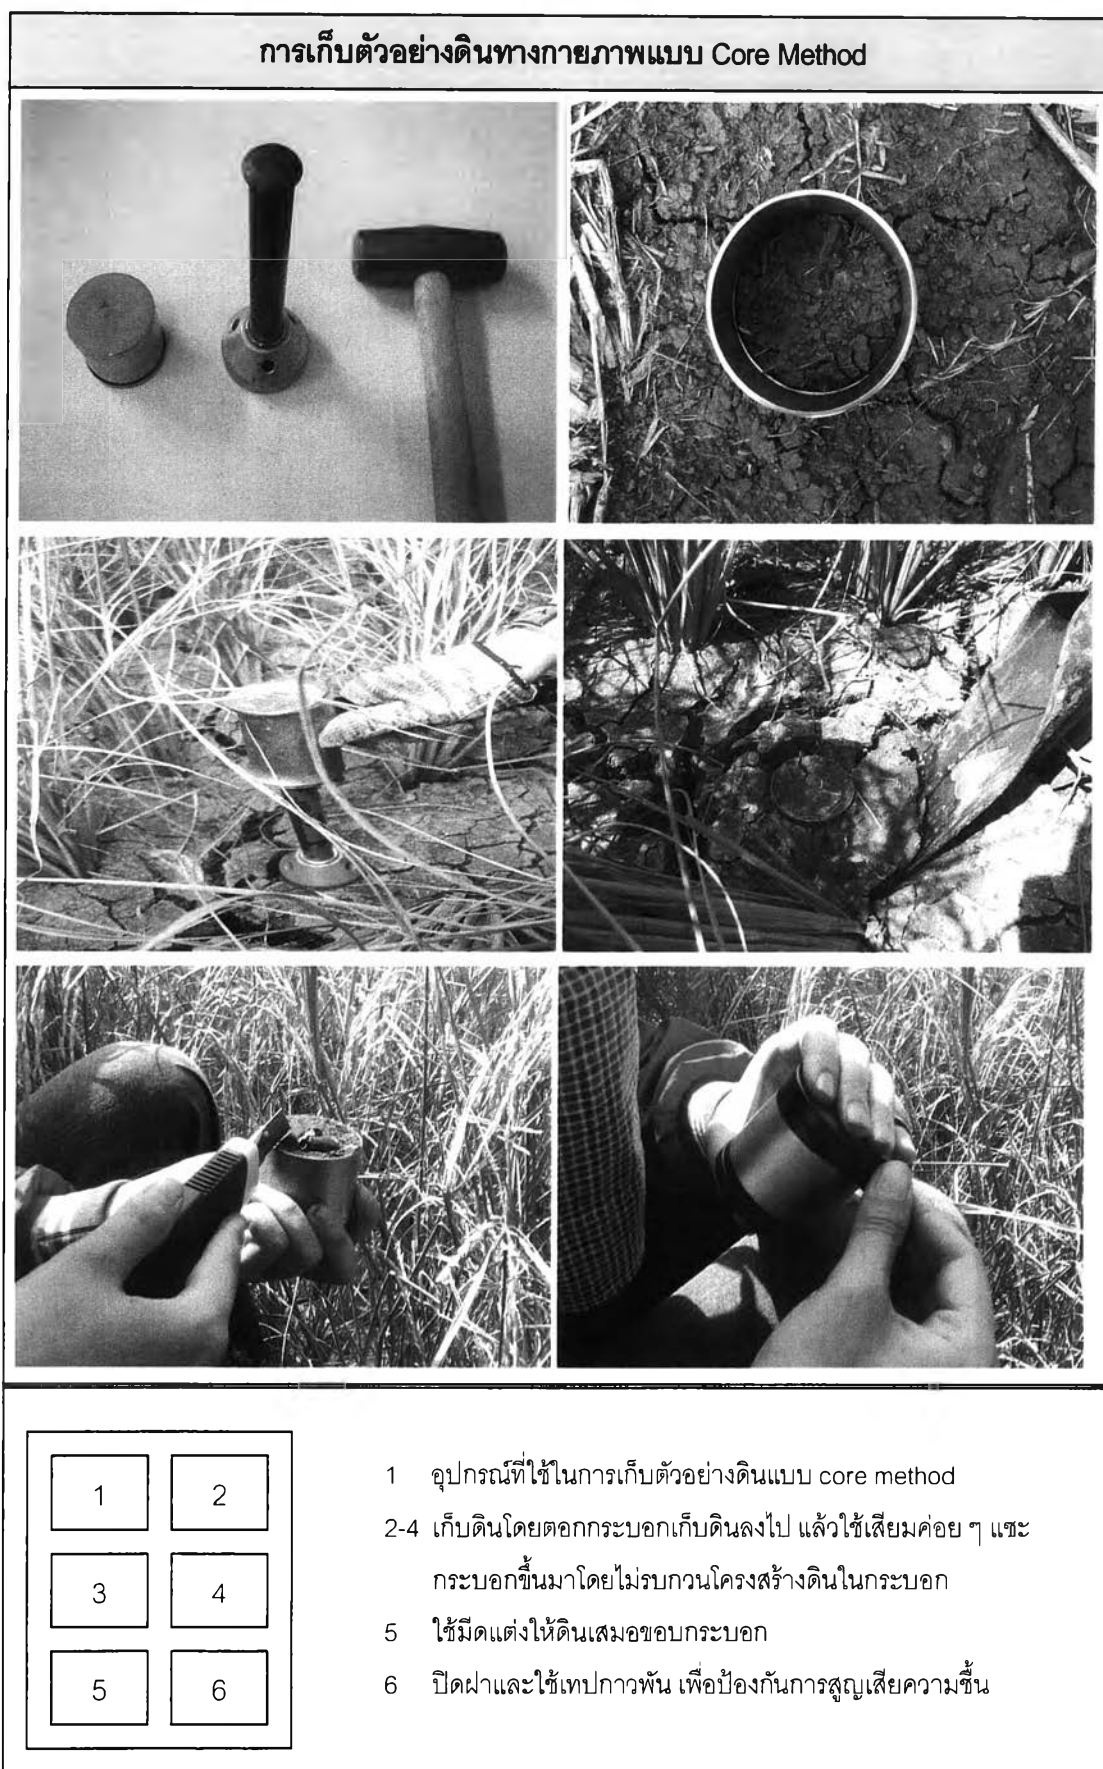 การเก็บตัวอย่างดินทางกายภาพแบบ Core Method
1 2
3 4
5 6
1 อุปกรณ์ที่ใช้ในการเก็บตัวอย่างดินแบบ core method
2-4 เก็บดินโดยตอกกระบอกเก็บดินลงไป แล้วใช้เสียมค่อย ๆ แซะ
กระบอกขึ้นมาโดยไม่รบกวนโครงสร้างดินในกระบอก
5 ใช้มีดแต่งให้ดินเสมอขอบกระบอก
6 ปิดฝาและใช้เทปกาวพัน เพื่อป้องกันการสูญเสียความชื้น